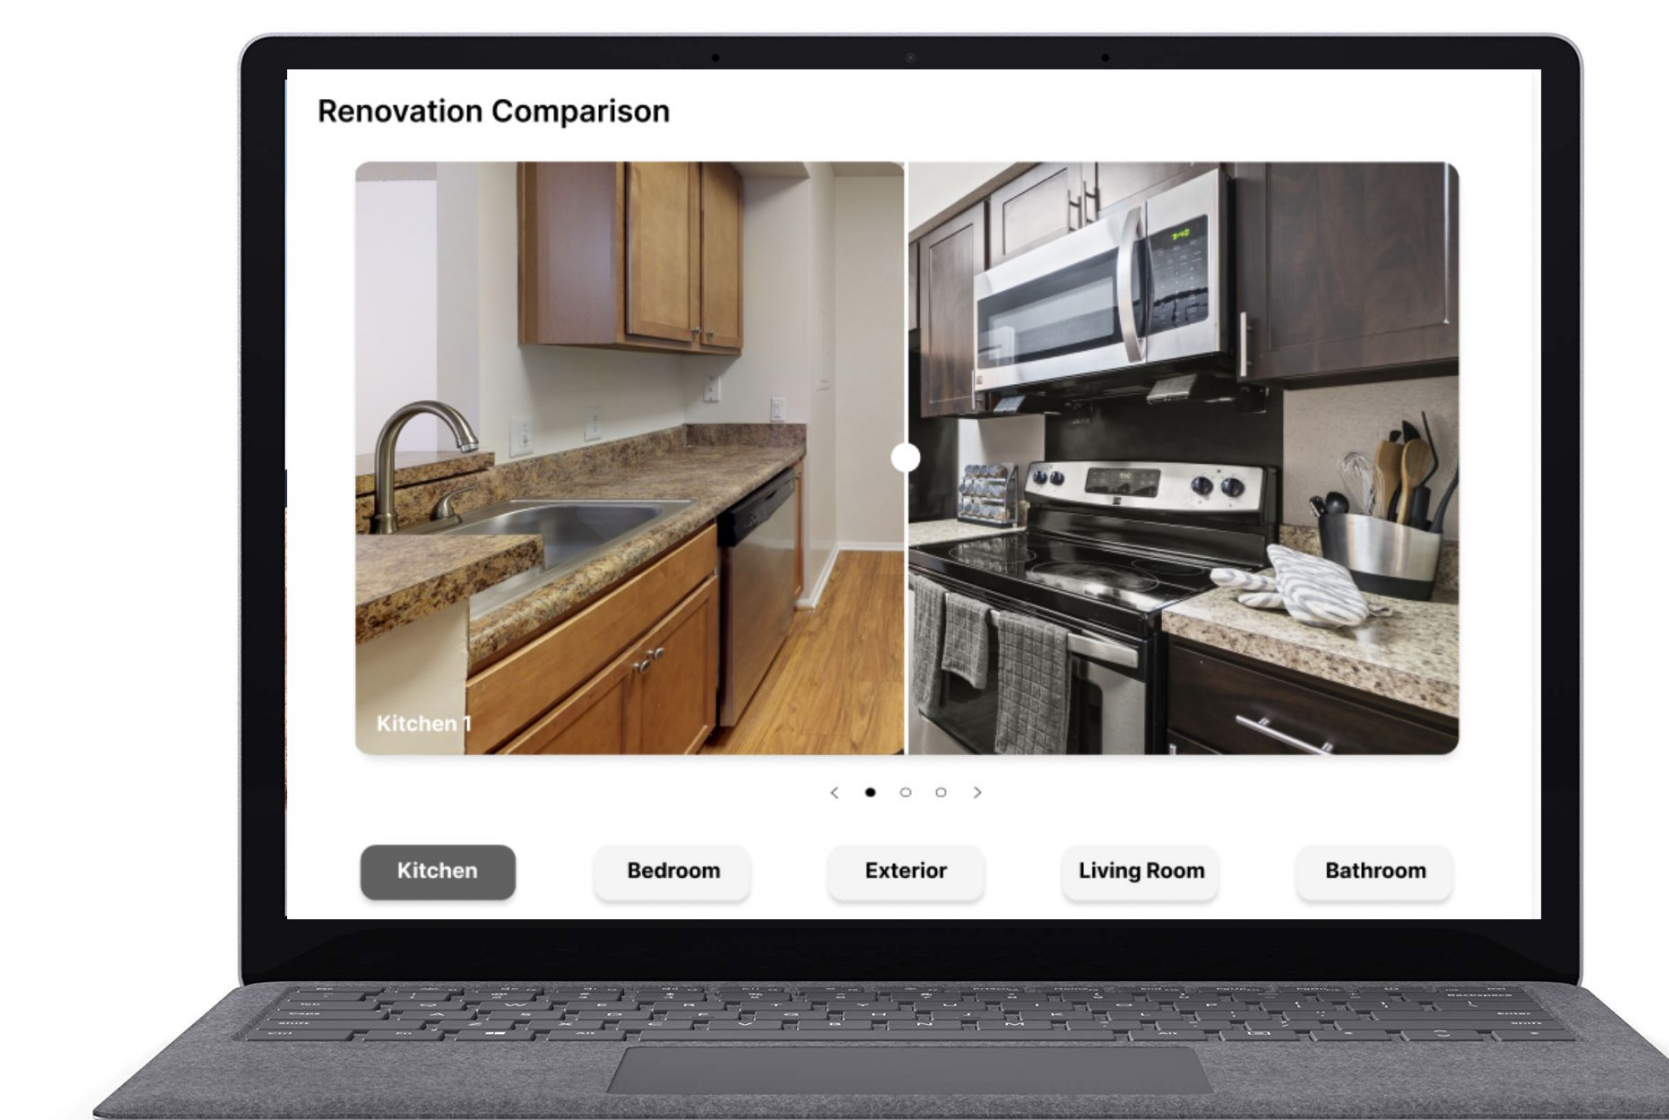 Renovation Comparison
Kitchen 1
Kitchen
Bedroom
Exterior
Living Room
Bathroom